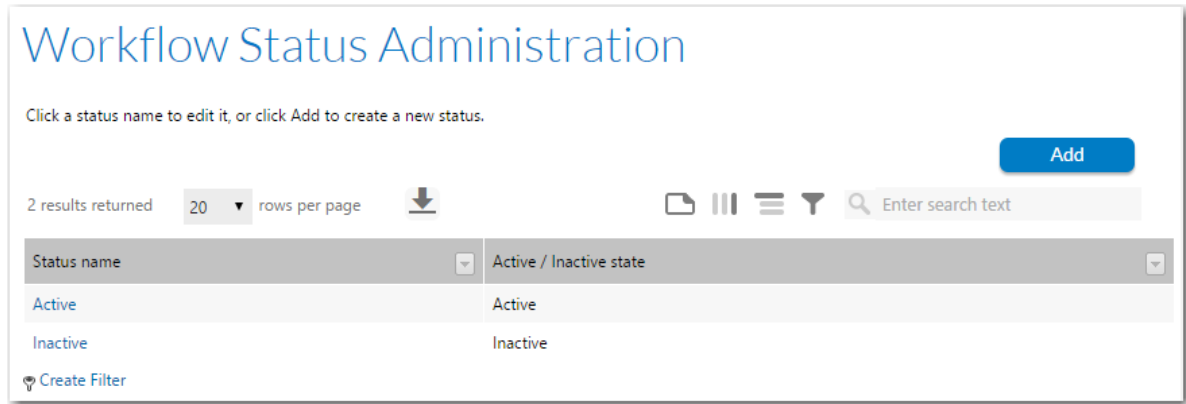 Workflow Status Administration
Click a status name to edit it, or click Add to create a new status.
Add
2 results returned 20 rows per page Enter search text
Status name Active / Inactive state
Active Active
Inactive Inactive
Create Filter